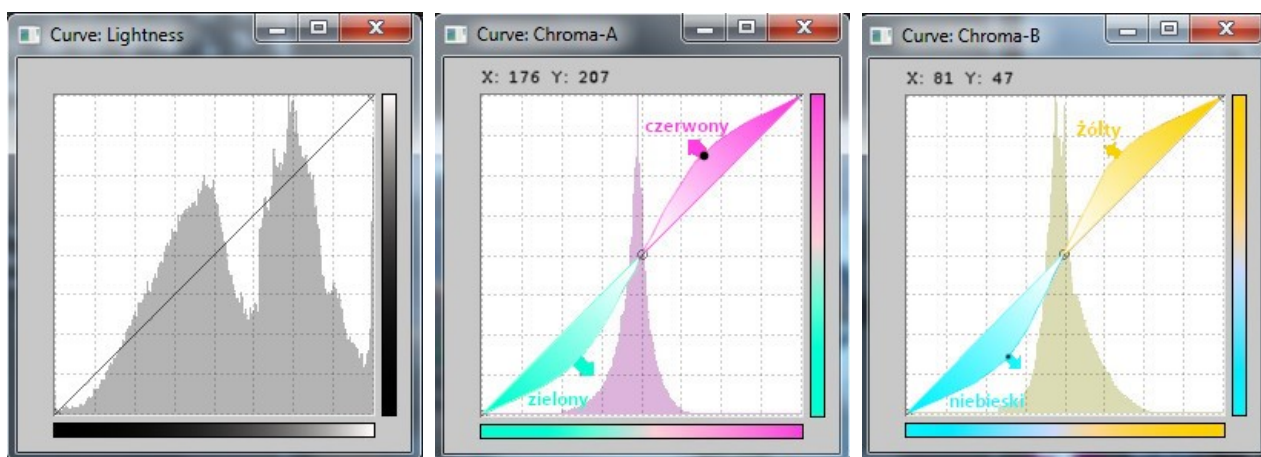 Curve: Lightness
Curve: Chroma-A
X: 176 Y: 207
czerwony
zielony
Curve: Chroma-B
X: 81 Y: 47
żółty
niebieski